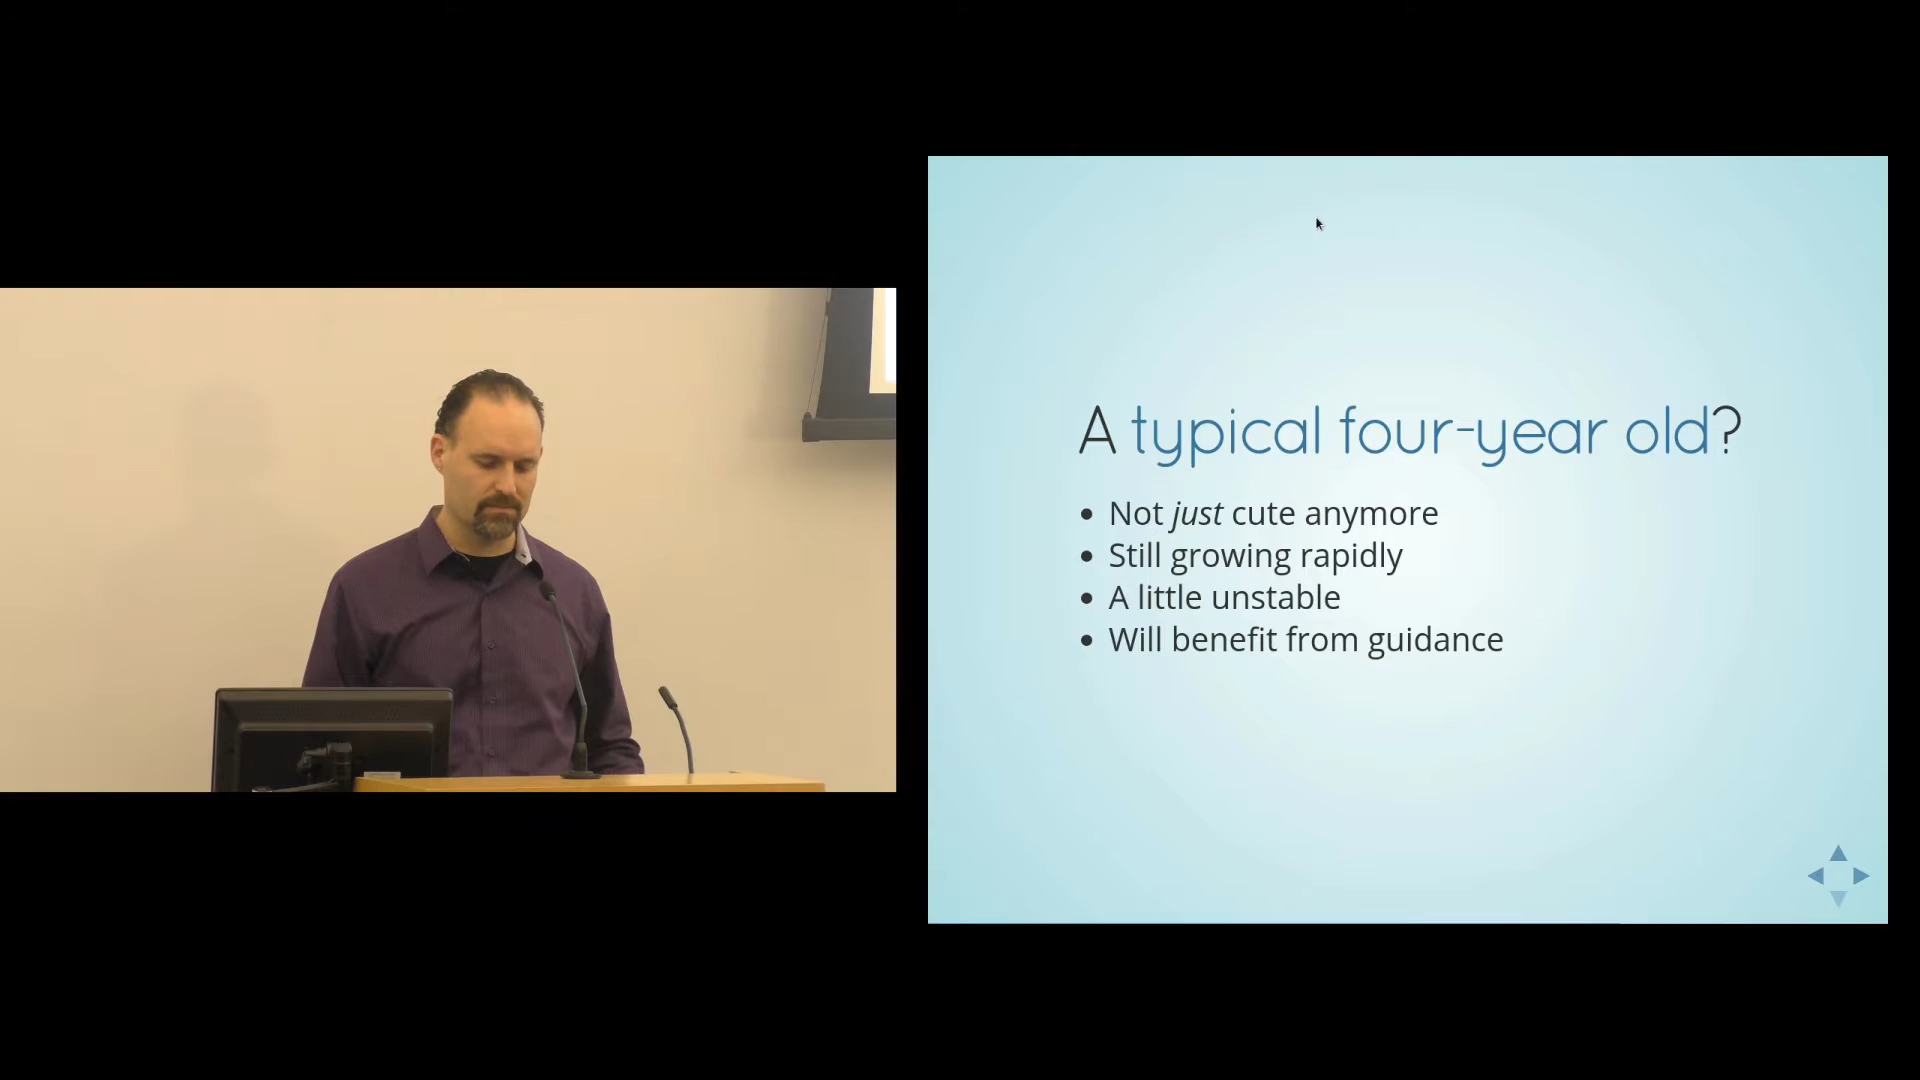 A typical four-year old?
Not just cute anymore
Still growing rapidly
A little unstable
Will benefit from guidance